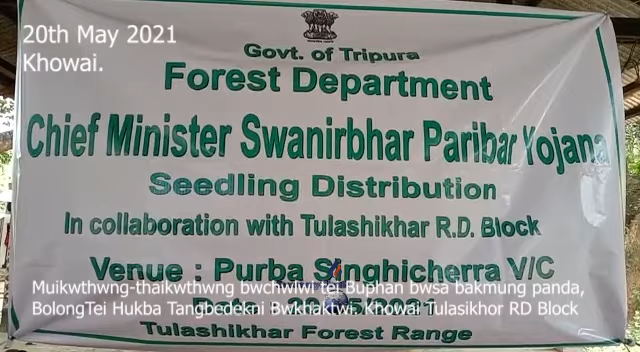 20th May 2021
Khowai.
Govt. of Tripura
Forest Department
Chief Minister Swanirbhar Paribar Yojana
Seedling Distribution
In collaboration with Tulashikhar R.D. Block
Venue : Purba Singhicherra V/C
Muikwthwng-thaikwthwng bwchwlwi tei Buphan bwsa bakmung panda,
BolongTei Hukba Tangbedekni Bwkhaktwi. Khowai Tulasikhor RD Block
Tulashikhar Forest Range